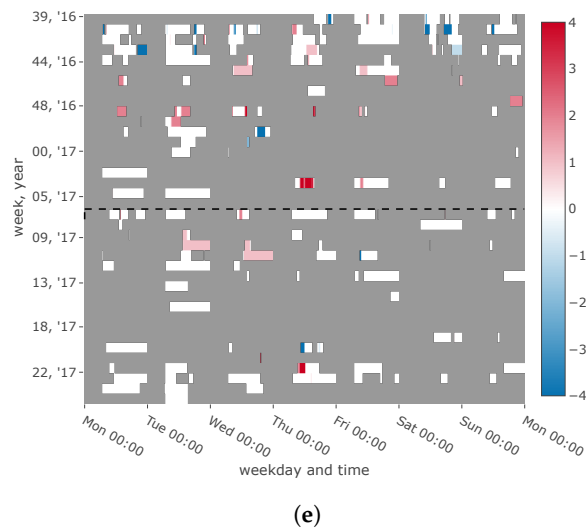 39, '16
44, '16
48, '16
00, '17
05, '17
09, '17
13, '17
18, '17
22, '17
week, year
Mon 00:00
Tue 00:00
Wed 00:00
Thu 00:00
Fri 00:00
Sat 00:00
Sun 00:00
Mon 00:00
weekday and time
4
3
2
1
0
−1
−2
−3
−4
(e)